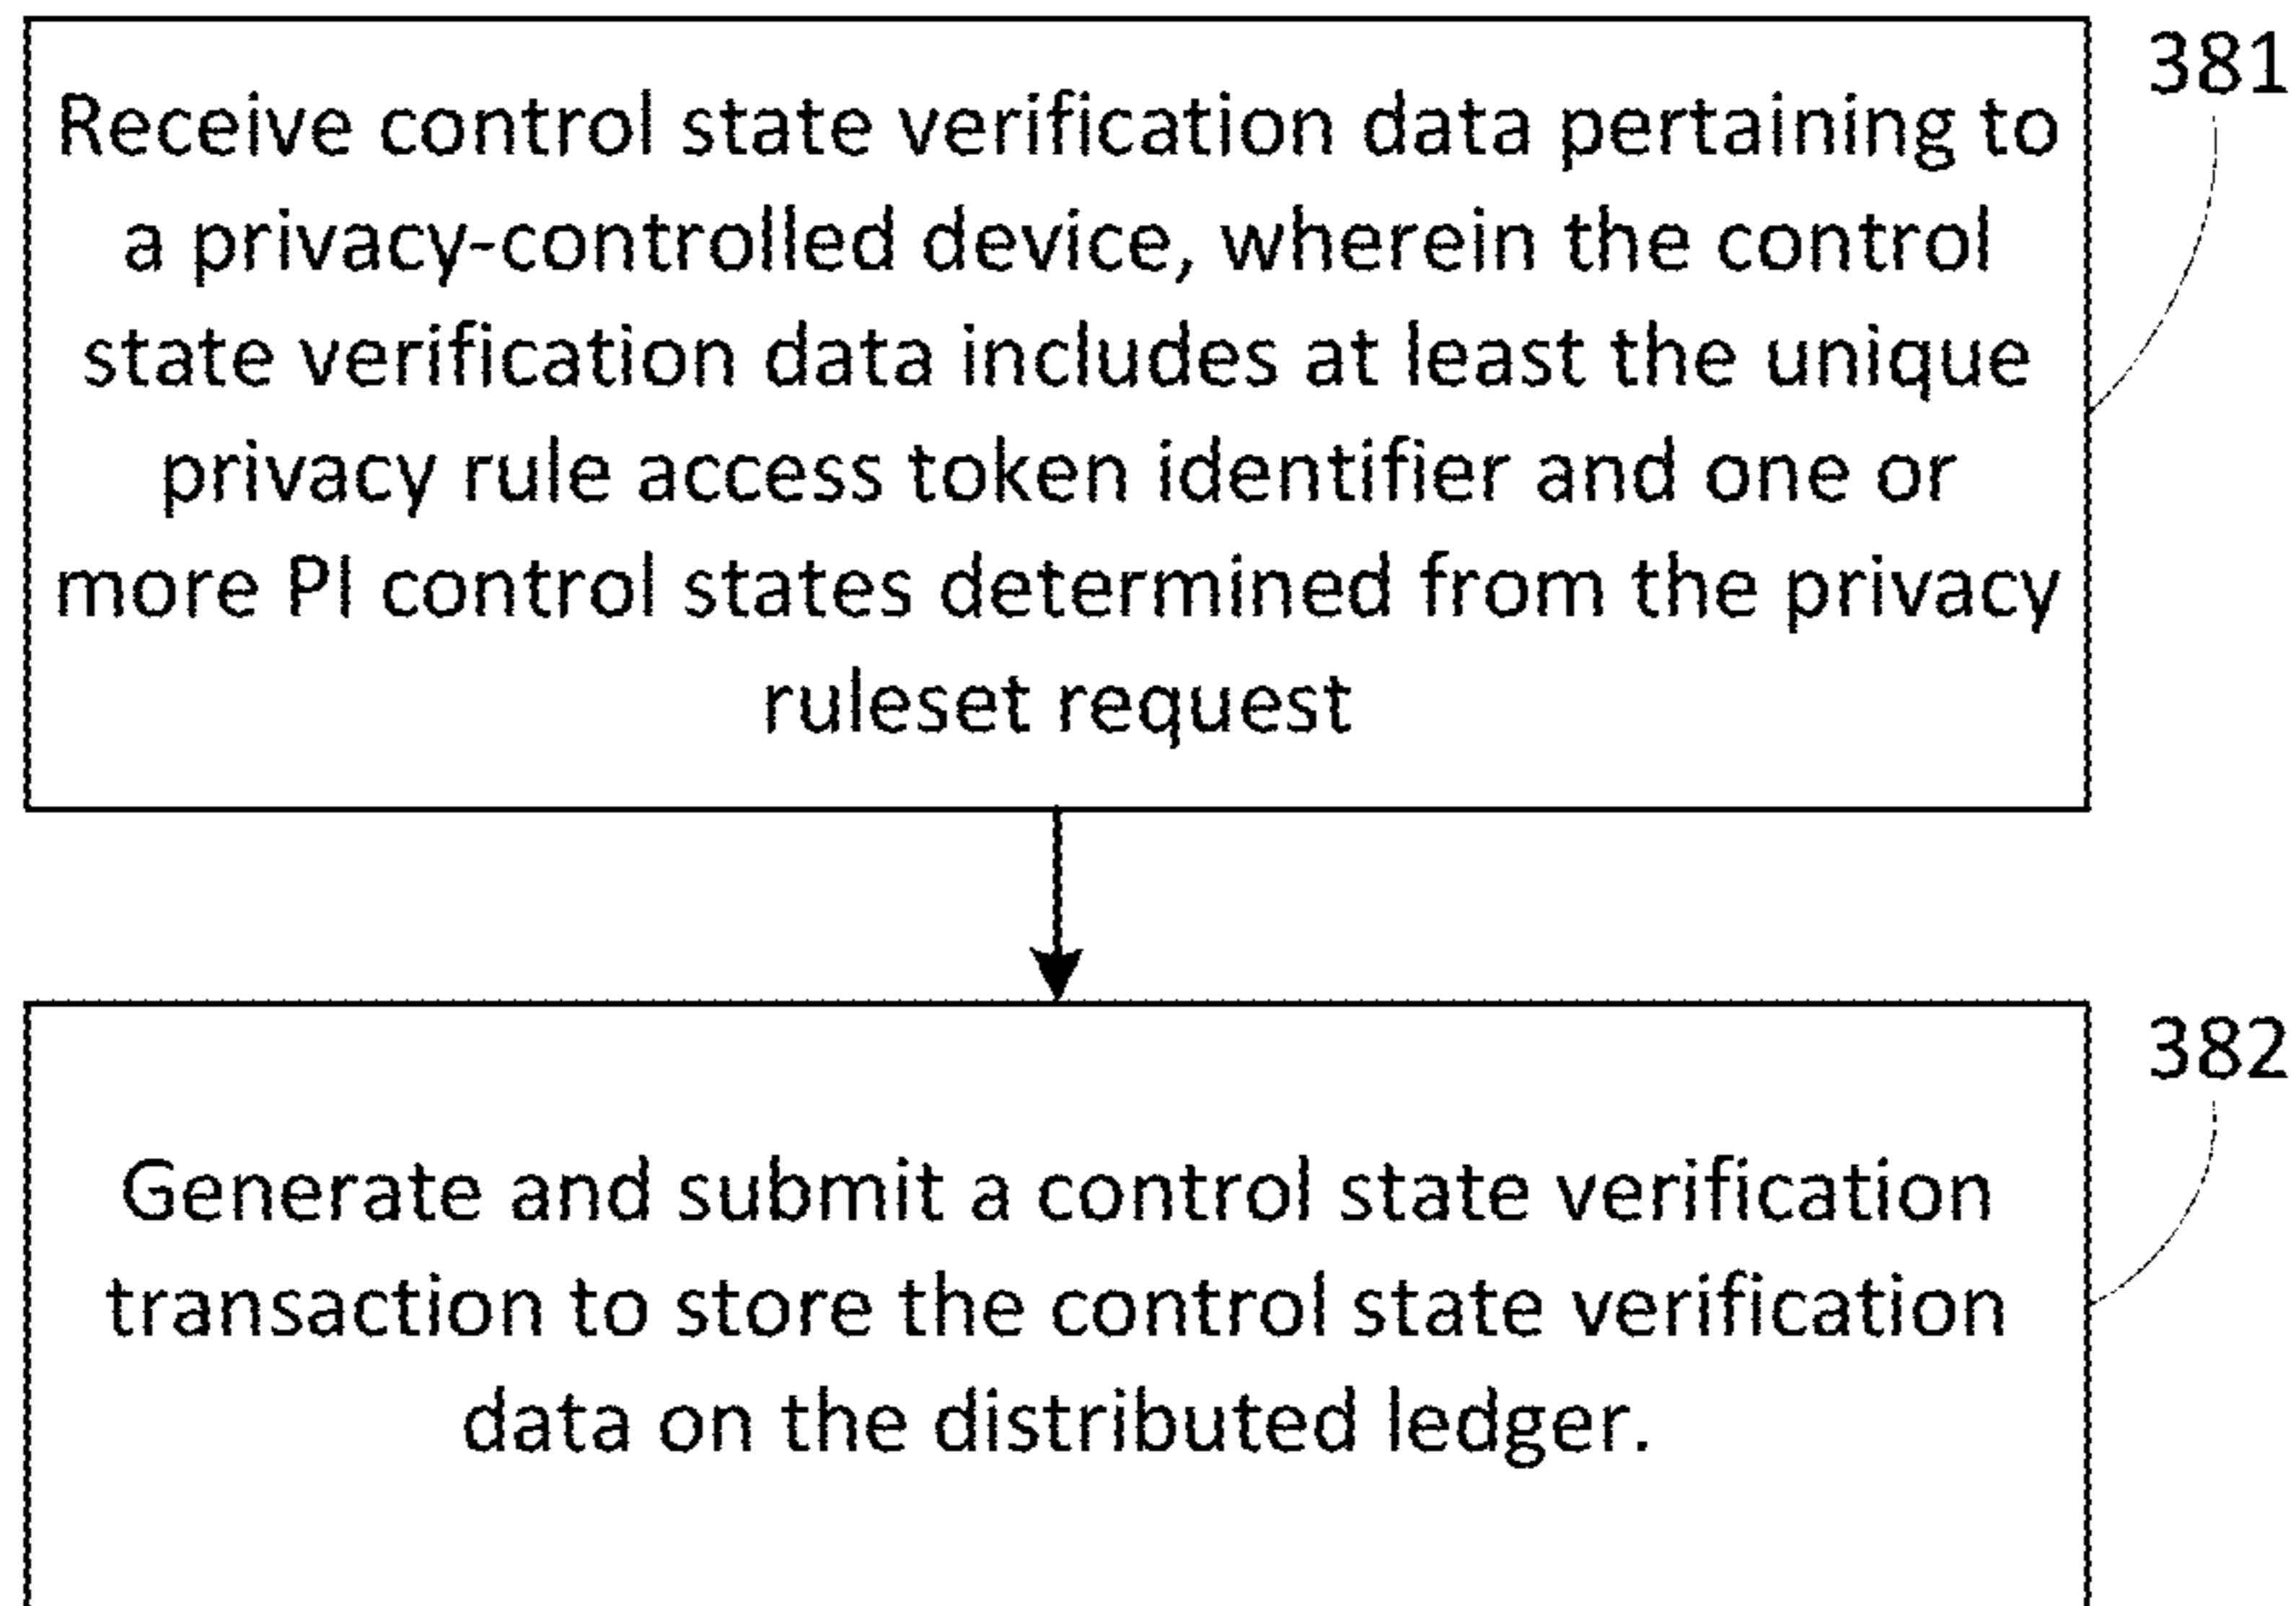 381
Receive control state verification data pertaining to
a privacy-controlled device, wherein the control
state verification data includes at least the unique
privacy rule access token identifier and one or
more PI control states determined from the privacy
ruleset request
382
Generate and submit a control state verification
transaction to store the control state verification
data on the distributed ledger.